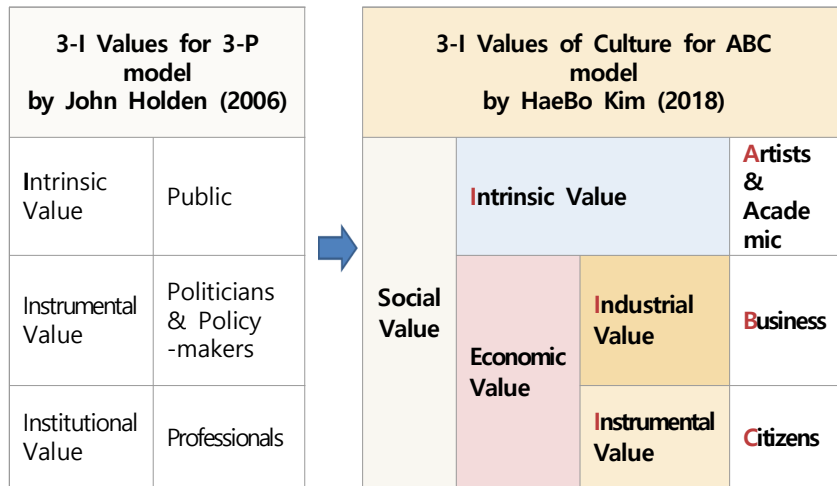 3-I Values for 3-P
model
by John Holden (2006)
Intrinsic
Value
Public
Instrumental
Value
Politicians
& Policy
-makers
Institutional
Value
Professionals
3-I Values of Culture for ABC
model
by HaeBo Kim (2018)
Social
Value
Intrinsic Value
Artists
&
Acade
mic
Economic
Value
Industrial
Value
Business
Instrumental
Value
Citizens